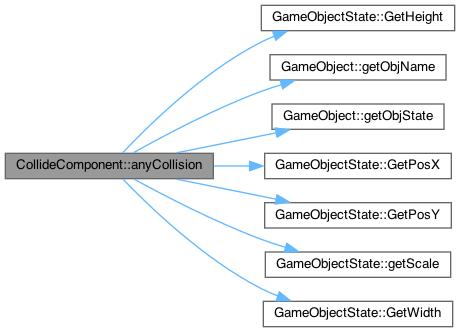 GameObjectState::GetHeight
GameObject::getObjName
GameObject::getObjState
CollideComponent::anyCollision
GameObjectState::GetPosX
GameObjectState::GetPosY
GameObjectState::getScale
GameObjectState::GetWidth